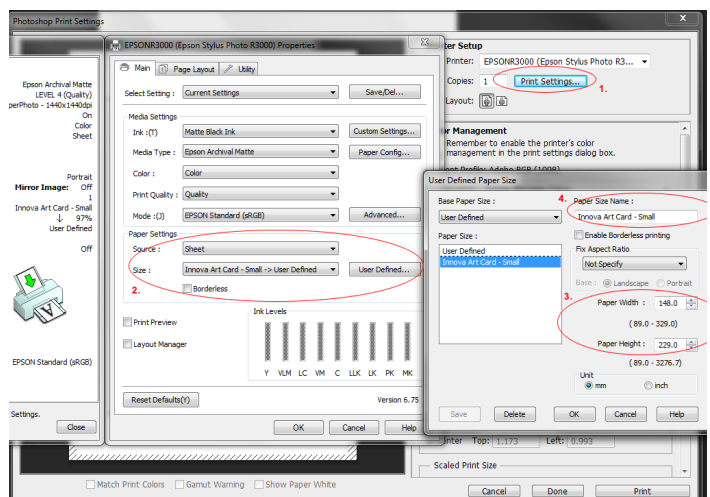 Photoshop Print Settings
X
Epson Archival Matte
LEVEL 4 (Quality)
perPhoto - 1440x1440dpi
On
Color
Sheet
Portrait
Mirror Image: Off
1
Innova Art Card - Small
↓ 97%
User Defined
Off
EPSON Standard (sRGB)
Settings.
Close
EPSONR3000 (Epson Stylus Photo R3000) Properties
Main
Page Layout
Utility
Select Setting :
Current Settings
Save/Del...
Media Settings
Ink :(T)
Matte Black Ink
Custom Settings...
Media Type :
Epson Archival Matte
Paper Config...
Color :
Color
Print Quality :
Quality
Mode :(J)
EPSON Standard (sRGB)
Advanced...
Paper Settings
Source :
Sheet
Size :
Innova Art Card - Small -> User Defined
User Defined...
2.
Borderless
Print Preview
Layout Manager
Ink Levels
Y VLM LC VM C LLK LK PK MK
Reset Defaults(Y)
Version 6.75
OK
Cancel
Help
ter Setup
Printer:
EPSONR3000 (Epson Stylus Photo R3...
Copies:
1
Print Settings...
1.
Layout:
or Management
Remember to enable the printer's color
management in the print settings dialog box.
User Defined Paper Size
Base Paper Size :
User Defined
Paper Size :
User Defined
Innova Art Card - Small
4.
Paper Size Name :
Innova Art Card - Small
Enable Borderless printing
Fix Aspect Ratio
Not Specify
Base :
Landscape
Portrait
3.
Paper Width :
148.0
( 89.0 - 329.0)
Paper Height :
229.0
( 89.0 - 3276.7)
Unit
mm
inch
Save
Delete
OK
Cancel
Help
Top: 1.173
Left: 0.993
Scaled Print Size
Match Print Colors
Gamut Warning
Show Paper White
Cancel
Done
Print